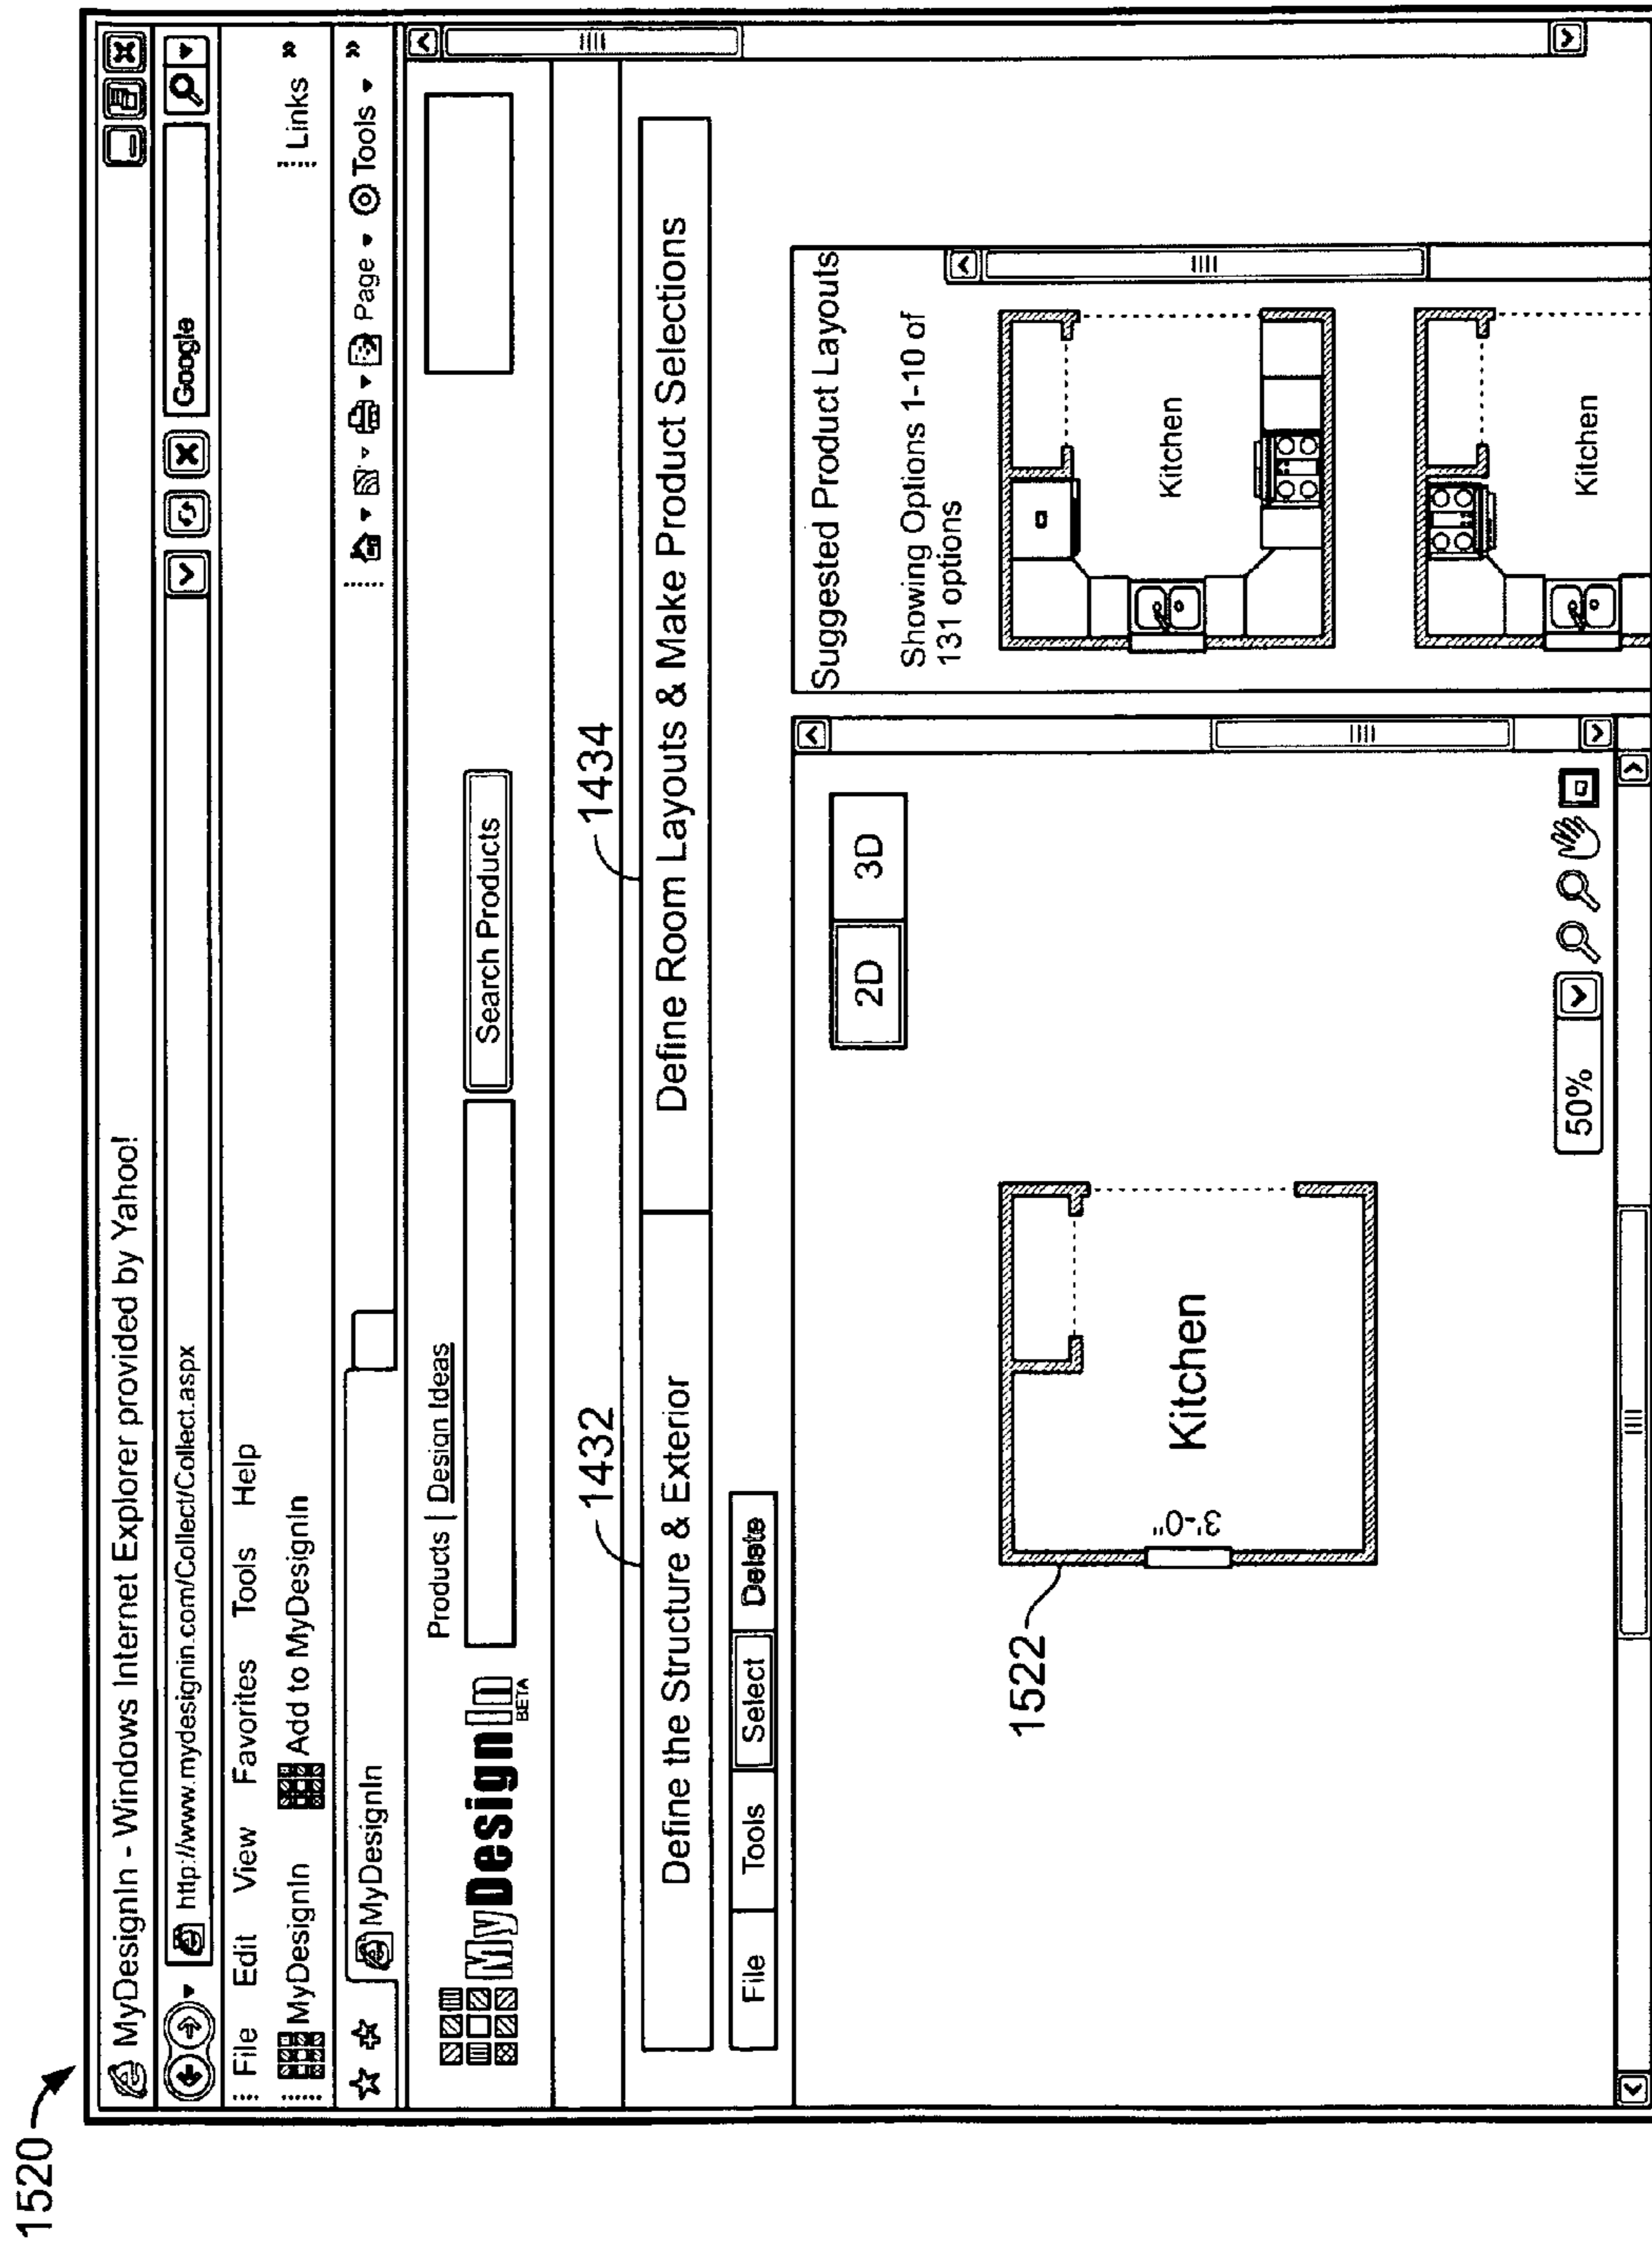 1520
MyDesignIn - Windows Internet Explorer provided by Yahoo!
http://www.mydesignin.com/Collect/Collect.aspx
Google
File Edit View Favorites Tools Help
MyDesignIn Add to MyDesignIn
Links »
MyDesignIn
Page Tools »
MyDesignIn
BETA
Products | Design Ideas
Search Products
1432
1434
Define the Structure & Exterior
Define Room Layouts & Make Product Selections
File Tools Select Delete
2D 3D
1522
3'-0"
Kitchen
50%
Suggested Product Layouts
Showing Options 1-10 of
131 options
Kitchen
Kitchen